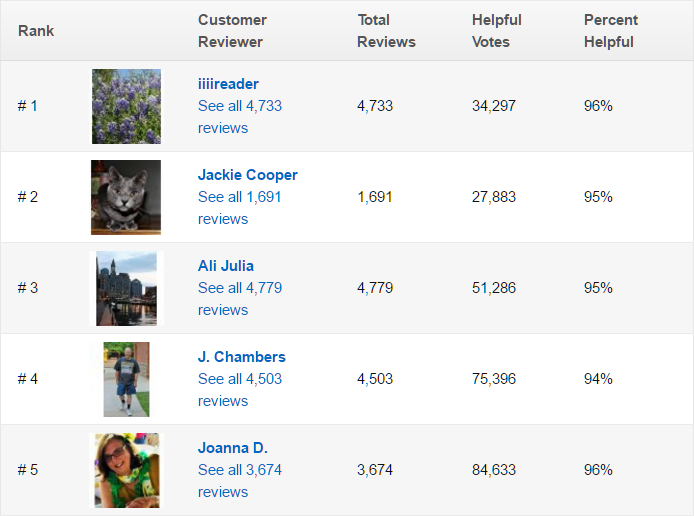 Rank Customer Reviewer Total Reviews Helpful Votes Percent Helpful
# 1 iiiireader 4,733 34,297 96%
See all 4,733
reviews
# 2 Jackie Cooper 1,691 27,883 95%
See all 1,691
reviews
# 3 Ali Julia 4,779 51,286 95%
See all 4,779
reviews
# 4 J. Chambers 4,503 75,396 94%
See all 4,503
reviews
# 5 Joanna D. 3,674 84,633 96%
See all 3,674
reviews